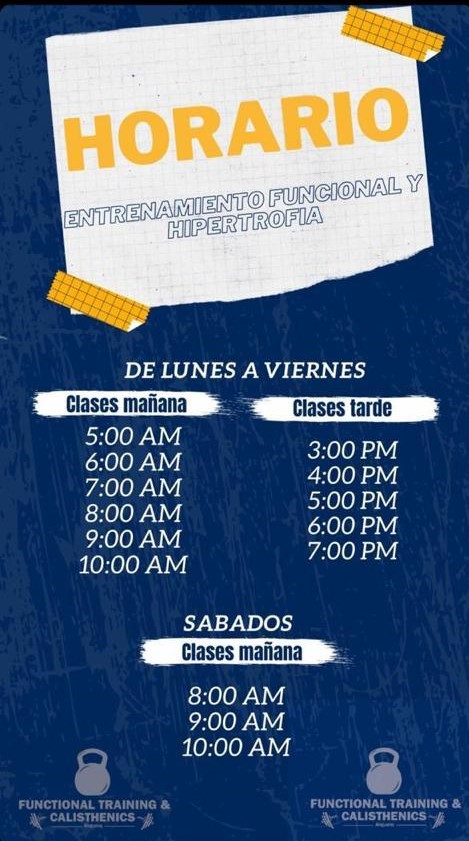 HORARIO
ENTRENAMIENTO FUNCIONAL Y
HIPERTROFIA
DE LUNES A VIERNES
Clases mañana
5:00 AM
6:00 AM
7:00 AM
8:00 AM
9:00 AM
10:00 AM
Clases tarde
3:00 PM
4:00 PM
5:00 PM
6:00 PM
7:00 PM
SABADOS
Clases mañana
8:00 AM
9:00 AM
10:00 AM
FUNCTIONAL TRAINING &
CALISTHENICS
FUNCTIONAL TRAINING &
CALISTHENICS